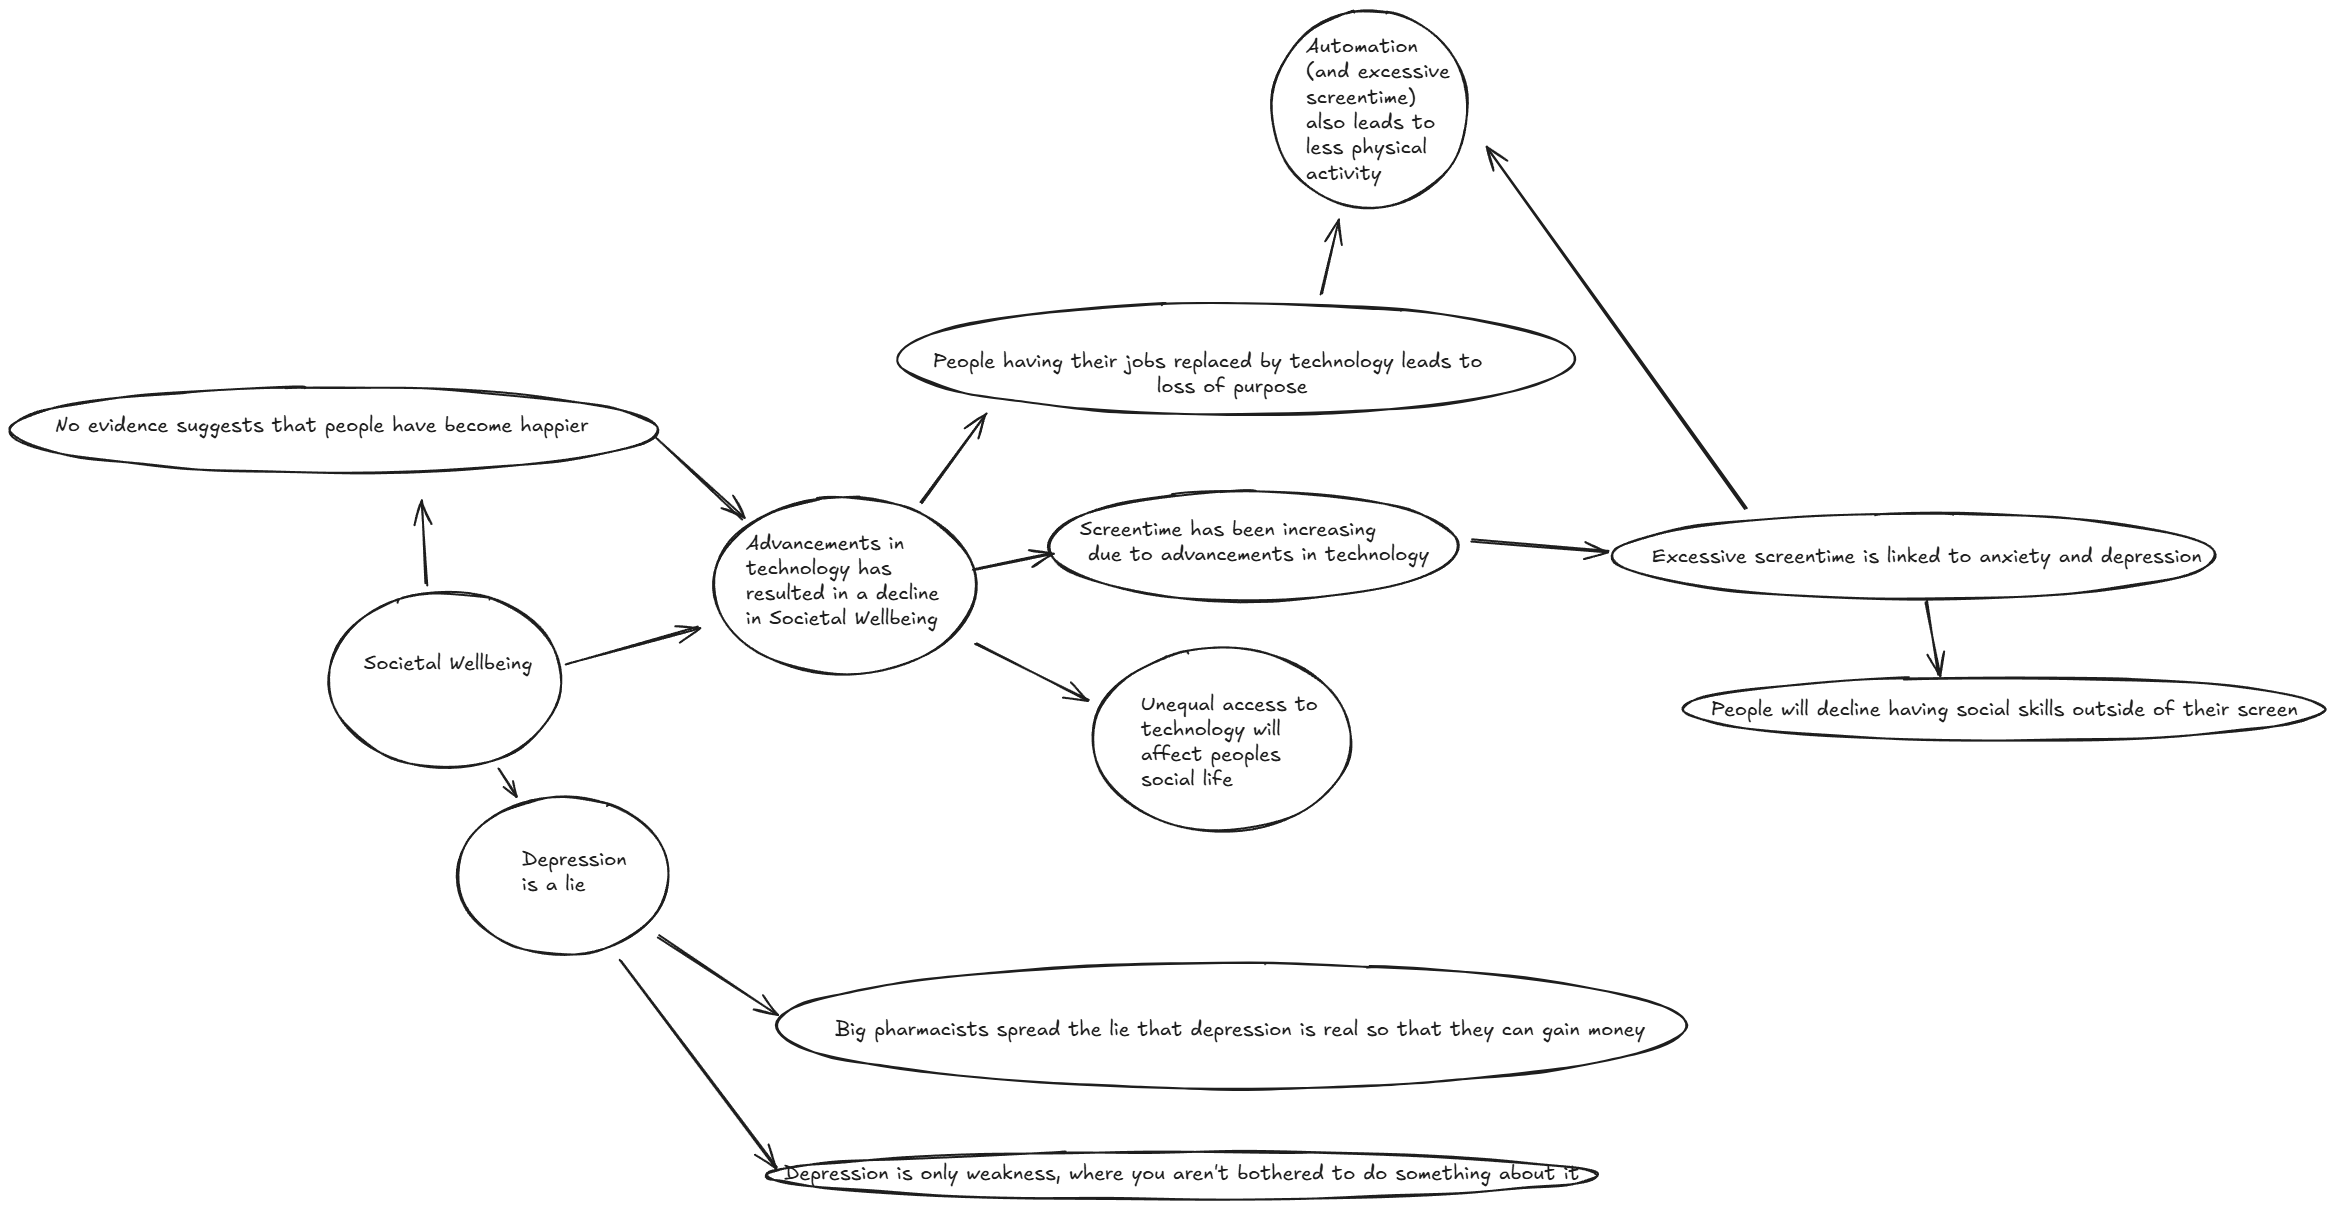 Automation
(and excessive
screentime)
also leads to
less physical
activity
People having their jobs replaced by technology leads to
loss of purpose
No evidence suggests that people have become happier
Advancements in
technology has
resulted in a decline
in Societal Wellbeing
Screentime has been increasing
due to advancements in technology
Excessive screentime is linked to anxiety and depression
Societal Wellbeing
Unequal access to
technology will
affect peoples
social life
People will decline having social skills outside of their screen
Depression
is a lie
Big pharmacists spread the lie that depression is real so that they can gain money
Depression is only weakness, where you aren't bothered to do something about it